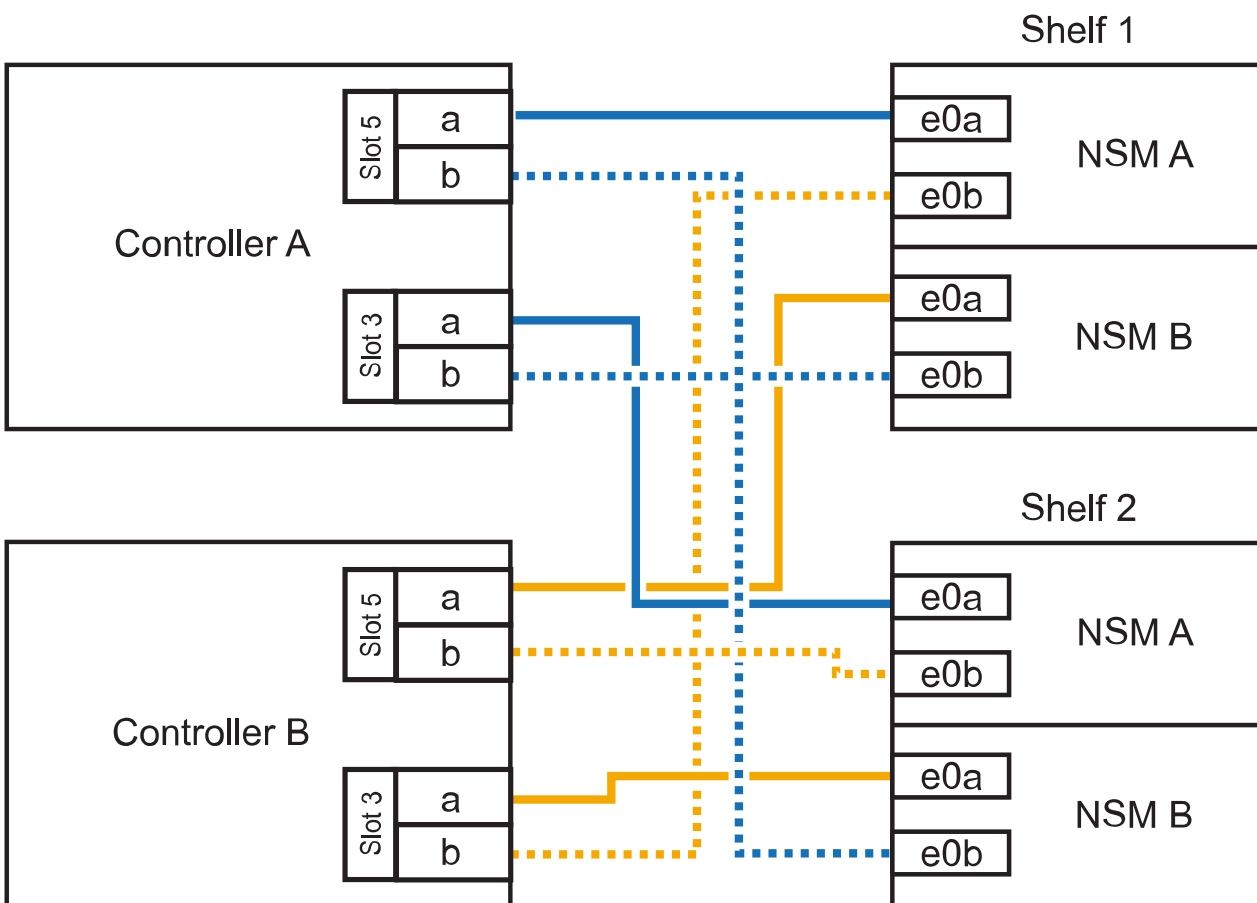 Shelf 1
Slot 5
a
b
Controller A
Slot 3
a
b
e0a
NSM A
e0b
e0a
NSM B
e0b
Shelf 2
Slot 5
a
b
Controller B
Slot 3
a
b
e0a
NSM A
e0b
e0a
NSM B
e0b